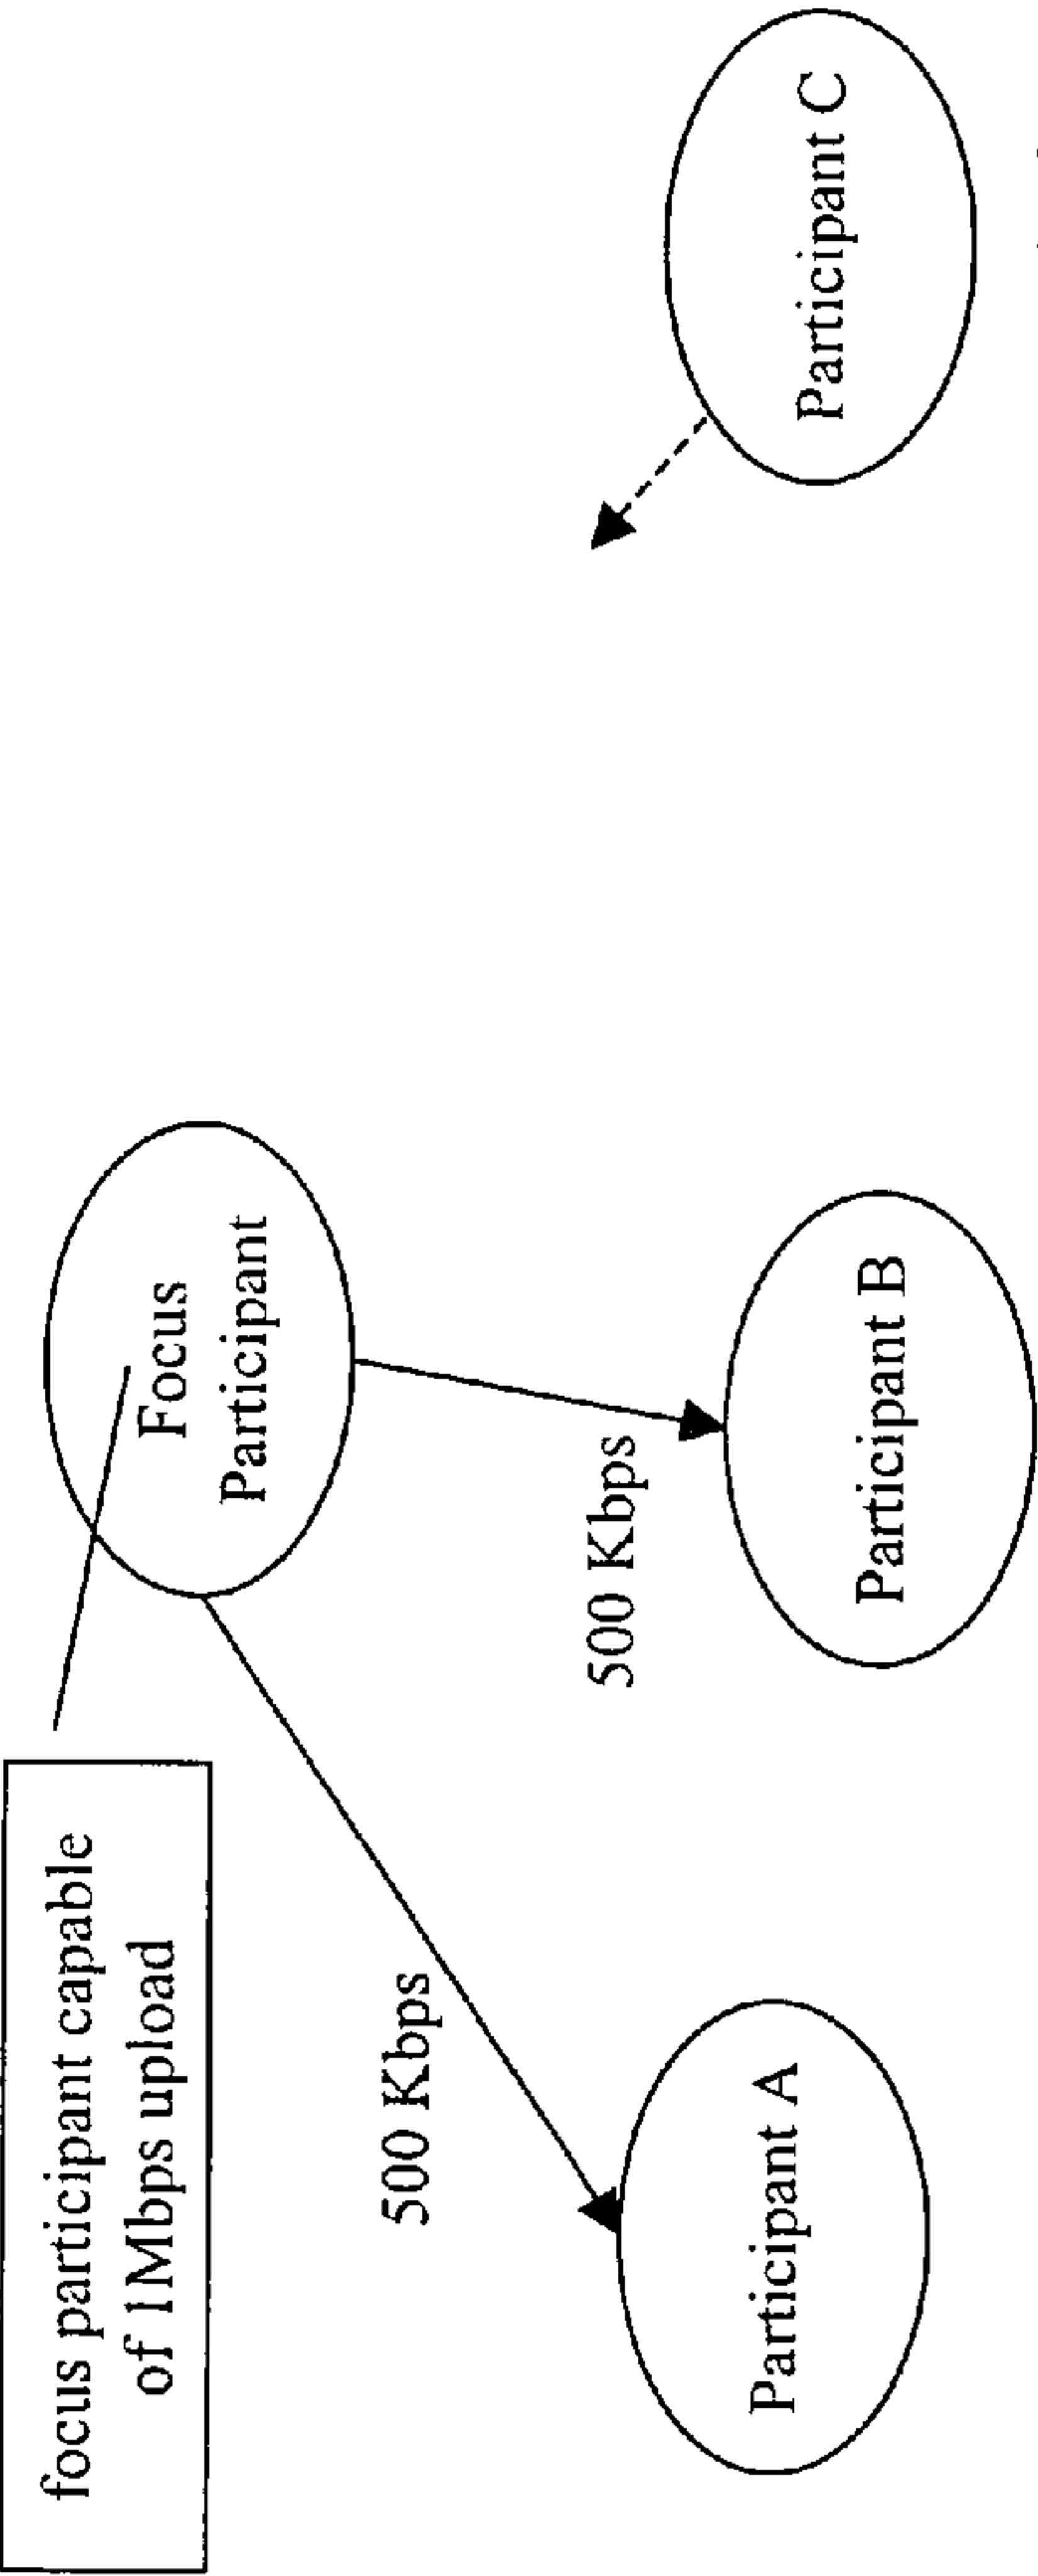 focus participant capable
of 1Mbps upload
Focus
Participant
500 Kbps
500 Kbps
Participant A
Participant B
Participant C